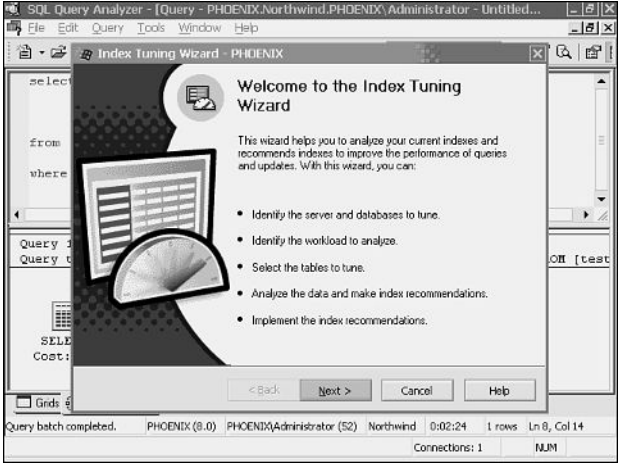 SQL Query Analyzer - [Query - PHOENIX.Northwind.PHOENIX\Administrator - Untitled...
File Edit Query Tools Window Help
Index Tuning Wizard - PHOENIX
select
from
where
Welcome to the Index Tuning
Wizard
This wizard helps you to analyze your current indexes and
recommends indexes to improve the performance of queries
and updates. With this wizard, you can:
• Identify the server and databases to tune.
• Identify the workload to analyze.
• Select the tables to tune.
• Analyze the data and make index recommendations.
• Implement the index recommendations.
Query 1
Query t
[test
SELE
Cost:
< Back Next > Cancel Help
Grids
Query batch completed. PHOENIX (8.0) PHOENIX\Administrator (52) Northwind 0:02:24 1 rows Ln 8, Col 14
Connections: 1 NUM